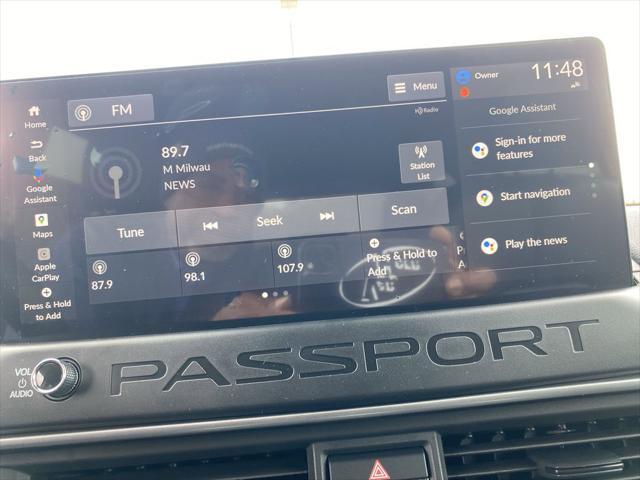 FM
Menu
HD Radio
Owner
11:48
Home
Back
Google
Assistant
Maps
Apple
CarPlay
Press & Hold
to Add
89.7
M Milwau
NEWS
Station
List
Tune
Seek
Scan
87.9
98.1
107.9
Press & Hold to
Add
P
A
Google Assistant
Sign-in for more
features
Start navigation
Play the news
VOL
AUDIO
PASSPORT